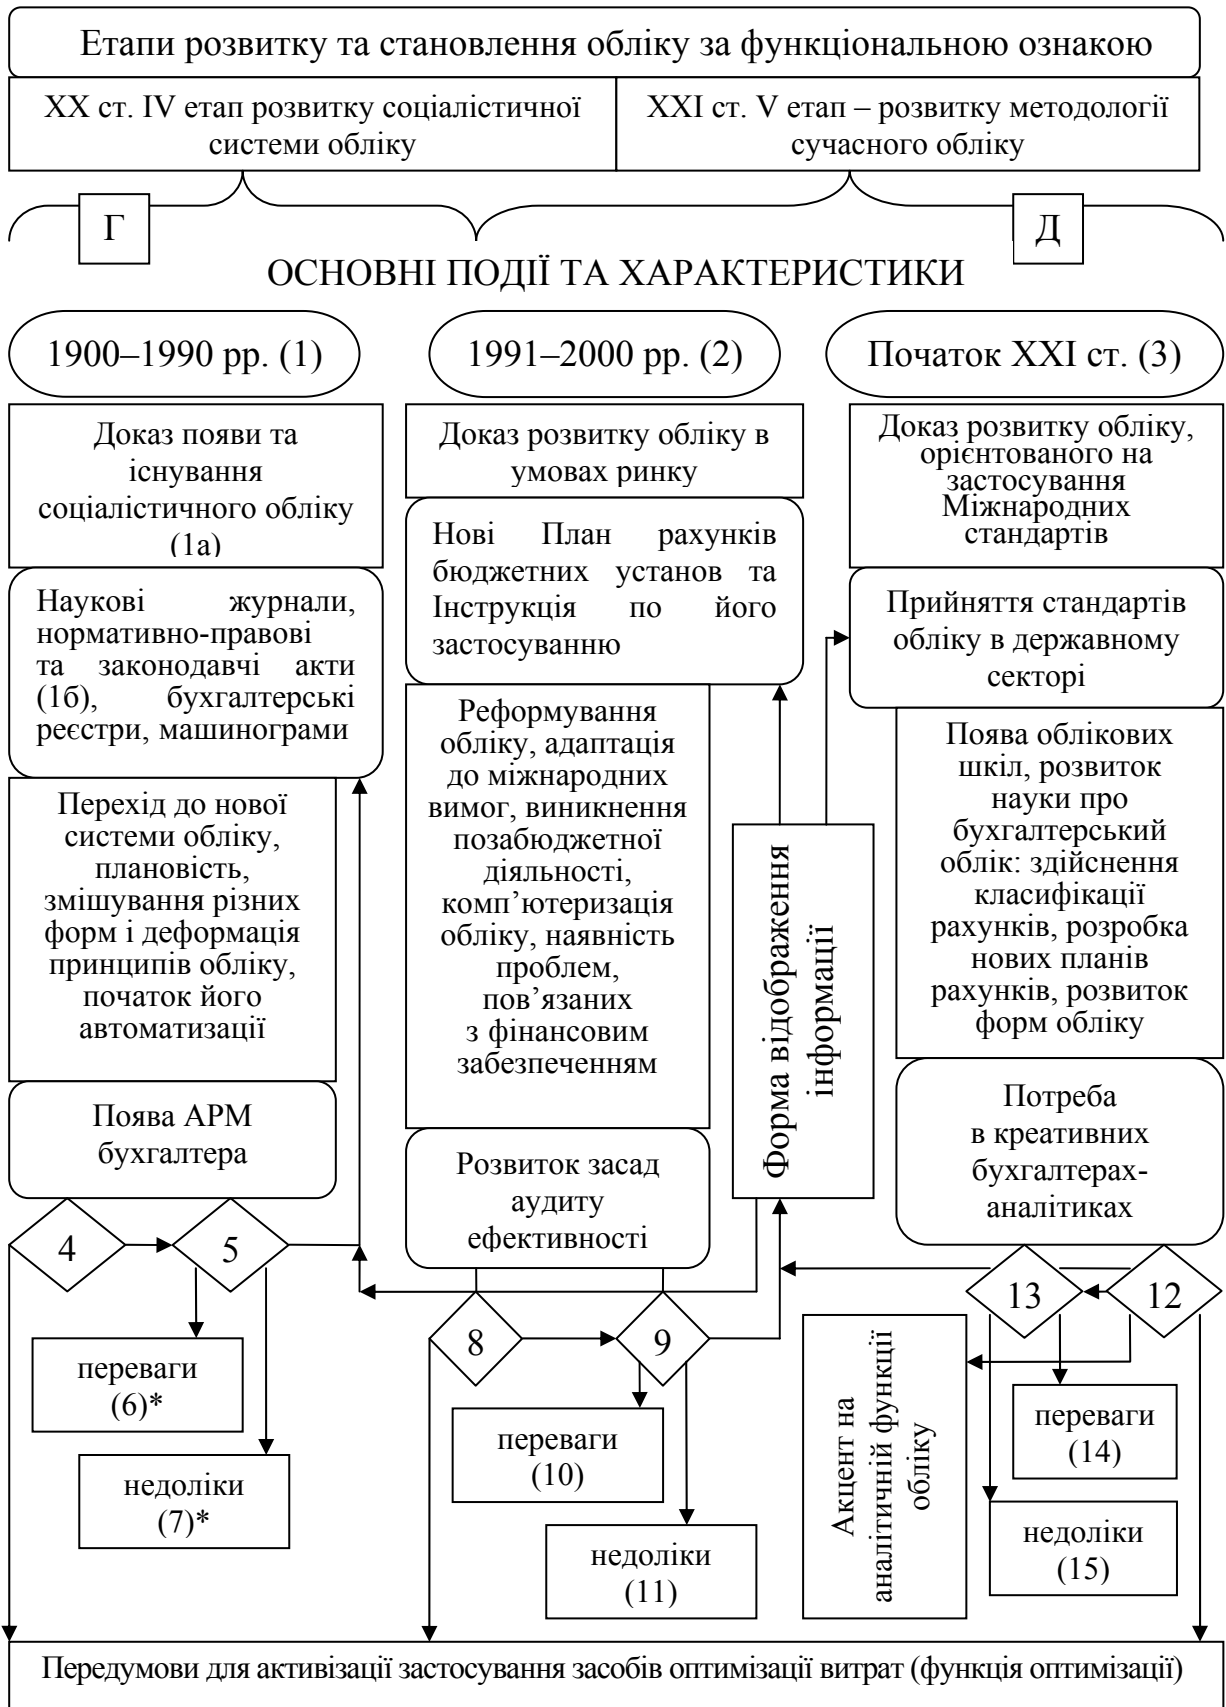 Етапи розвитку та становлення обліку за функціональною ознакою
XX ст. IV етап розвитку соціалістичної
системи обліку
XXI ст. V етап – розвитку методології
сучасного обліку
Г
Д
ОСНОВНІ ПОДІЇ ТА ХАРАКТЕРИСТИКИ
1900–1990 рр. (1)
1991–2000 рр. (2)
Початок XXI ст. (3)
Доказ появи та
існування
соціалістичного обліку
(1а)
Наукові журнали,
нормативно-правові
та законодавчі акти
(1б), бухгалтерські
реєстри, машинограми
Перехід до нової
системи обліку,
плановість,
змішування різних
форм і деформація
принципів обліку,
початок його
автоматизації
Поява АРМ
бухгалтера
4
5
переваги
(6)*
недоліки
(7)*
Доказ розвитку обліку в
умовах ринку
Нові План рахунків
бюджетних установ та
Інструкція по його
застосуванню
Реформування
обліку, адаптація
до міжнародних
вимог, виникнення
позабюджетної
діяльності,
комп’ютеризація
обліку, наявність
проблем,
пов’язаних
з фінансовим
забезпеченням
Розвиток засад
аудиту
ефективності
8
9
переваги
(10)
недоліки
(11)
Форма відображення
інформації
Доказ розвитку обліку,
орієнтованого на
застосування
Міжнародних
стандартів
Прийняття стандартів
обліку в державному
секторі
Поява облікових
шкіл, розвиток
науки про
бухгалтерський
облік: здійснення
класифікації
рахунків, розробка
нових планів
рахунків, розвиток
форм обліку
Потреба
в креативних
бухгалтерах-
аналітиках
13
12
Акцент на
аналітичній функції
обліку
переваги
(14)
недоліки
(15)
Передумови для активізації застосування засобів оптимізації витрат (функція оптимізації)